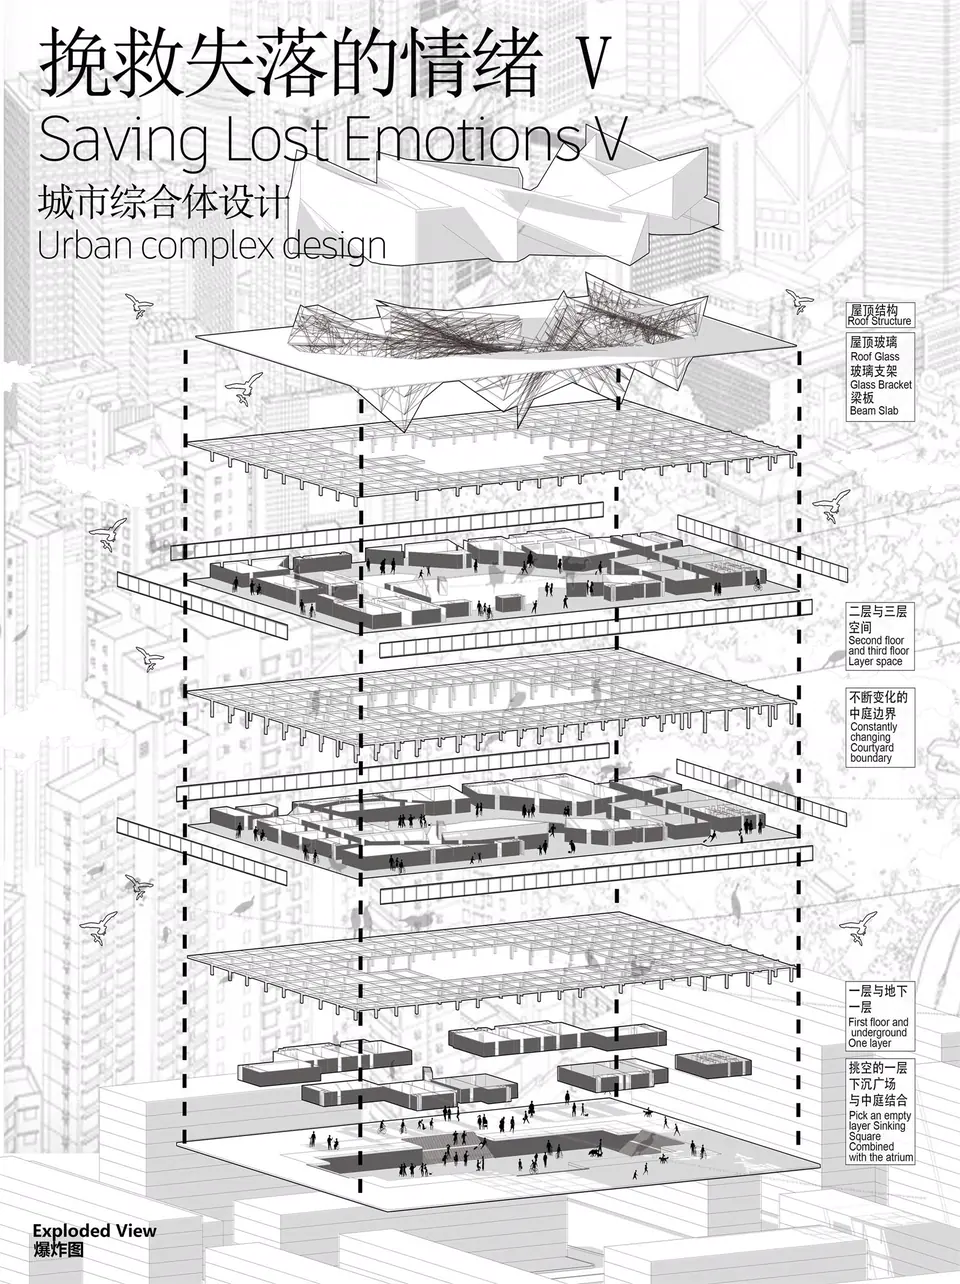 挽救失落的情绪 V
Saving Lost Emotions V
城市综合体设计
Urban complex design
屋顶结构
Roof Structure
屋顶玻璃
Roof Glass
玻璃支架
Glass Bracket
梁板
Beam Slab
二层与三层
空间
Second floor
and third floor
Layer space
不断变化的
中庭边界
Constantly
changing
Courtyard
boundary
一层与地下
一层
First floor and
underground
One layer
挑空的一层
下沉广场
与中庭结合
Pick an empty
layer Sinking
Square
Combined
with the atrium
Exploded View
爆炸图